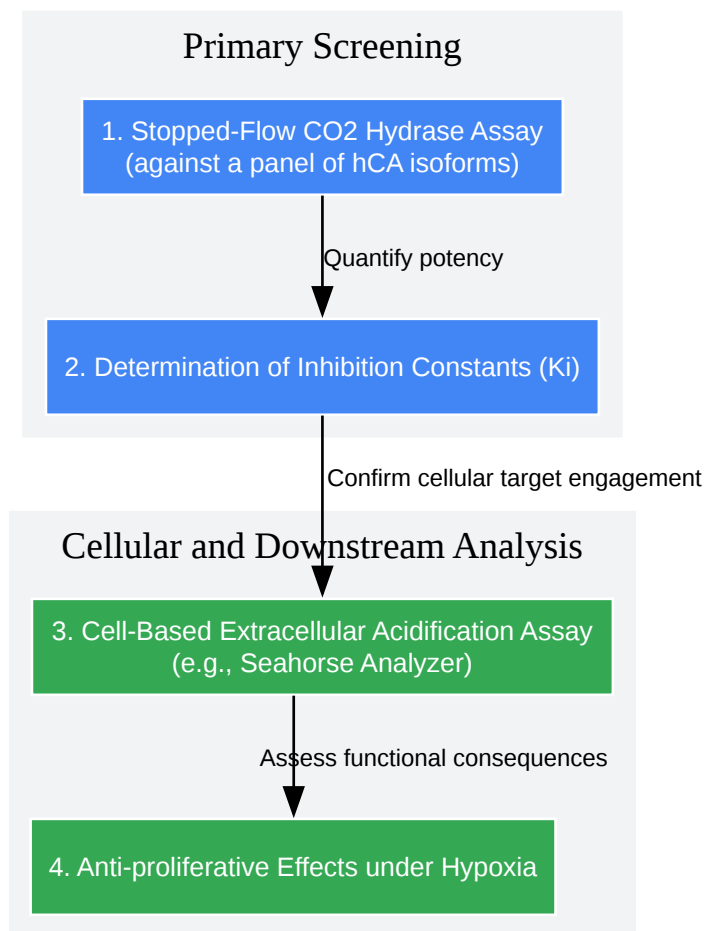 Primary Screening
1. Stopped-Flow CO2 Hydrase Assay
(against a panel of hCA isoforms)
Quantify potency
2. Determination of Inhibition Constants (Ki)
Confirm cellular target engagement
Cellular and Downstream Analysis
3. Cell-Based Extracellular Acidification Assay
(e.g., Seahorse Analyzer)
Assess functional consequences
4. Anti-proliferative Effects under Hypoxia